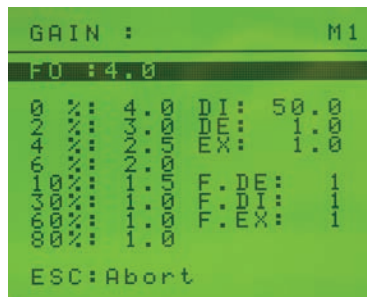 GAIN : M1
FO :4.0
0 %: 4.0 DI: 50.0
2 %: 3.0 DE: 1.0
4 %: 2.5 EX: 1.0
6 %: 2.0
10%: 1.5 F.DE: 1
30%: 1.0 F.DI: 1
60%: 1.0 F.EX: 1
80%: 1.0
ESC:Abort